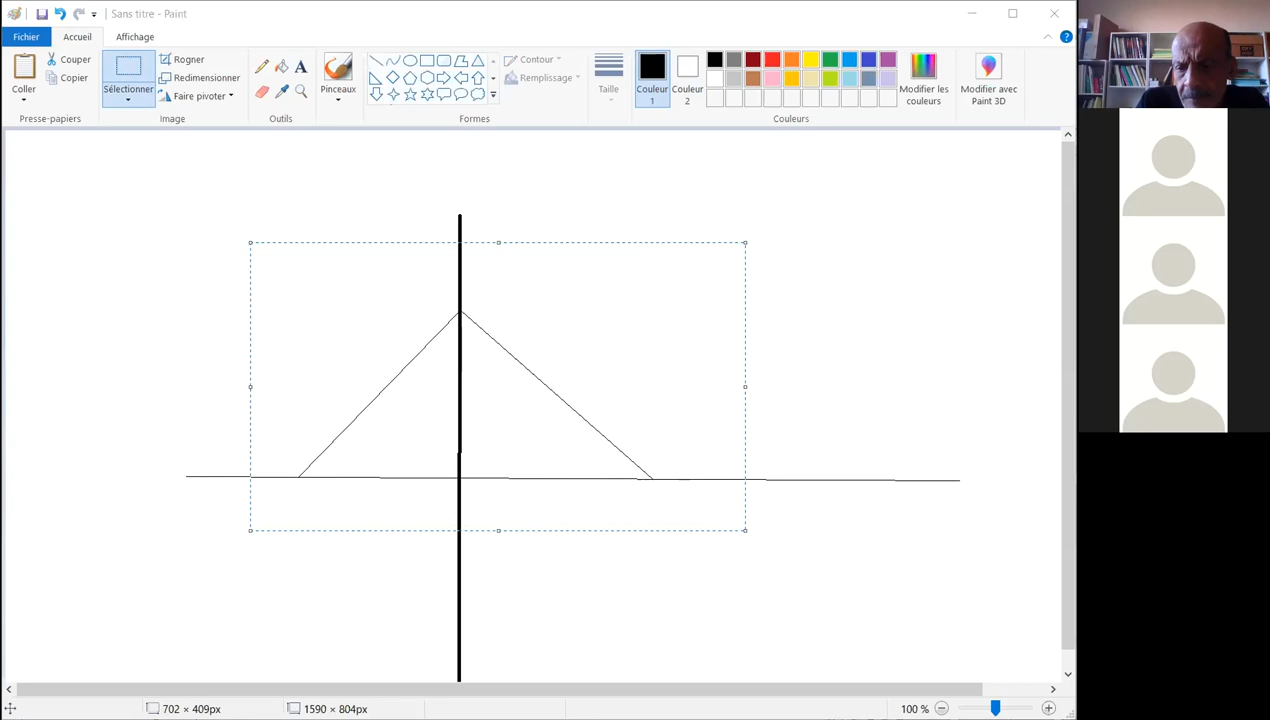 Sans titre - Paint
Fichier
Accueil
Affichage
Coller
Couper
Copier
Presse-papiers
Sélectionner
Rogner
Redimensionner
Faire pivoter
Image
A
Outils
Pinceaux
Contour
Remplissage
Formes
Taille
Couleur
1
Couleur
2
Modifier les
couleurs
Couleurs
Modifier avec
Paint 3D
?
702 × 409px
1590 × 804px
100 %